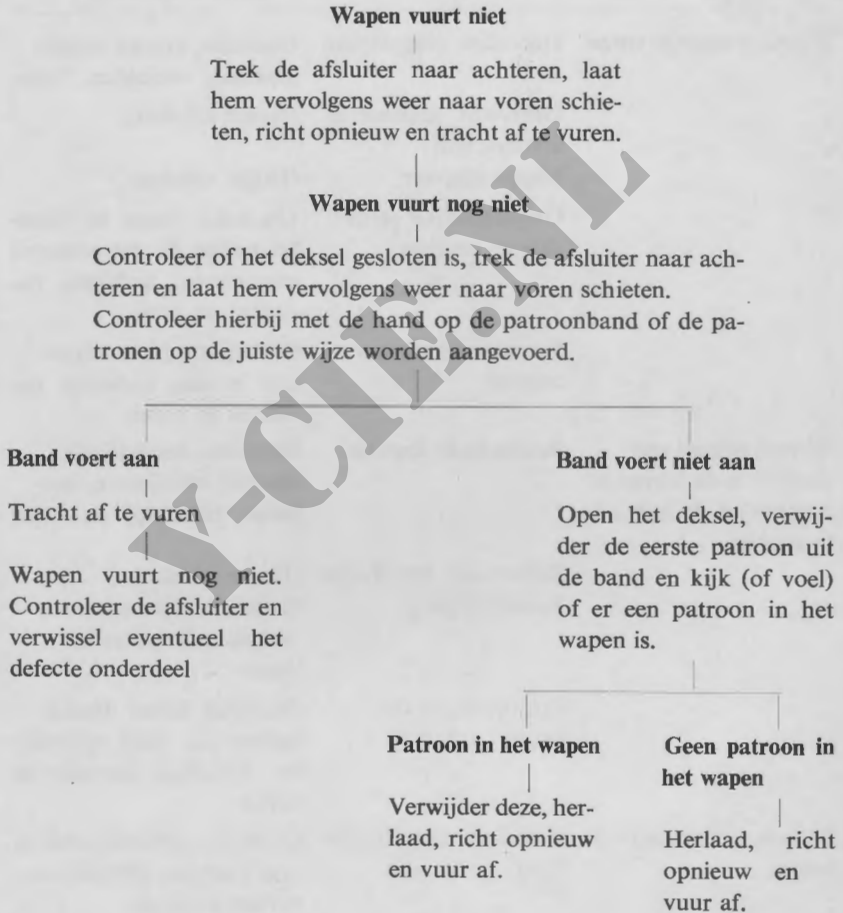 Wapen vuurt niet
Trek de afsluiter naar achteren, laat
hem vervolgens weer naar voren schie-
ten, richt opnieuw en tracht af te vuren.
Wapen vuurt nog niet
Controleer of het deksel gesloten is, trek de afsluiter naar ach-
teren en laat hem vervolgens weer naar voren schieten.
Controleer hierbij met de hand op de patroonband of de pa-
tronen op de juiste wijze worden aangevoerd.
Band voert aan
Tracht af te vuren
Wapen vuurt nog niet.
Controleer de afsluiter en
verwissel eventueel het
defecte onderdeel
Band voert niet aan
Open het deksel, verwij-
der de eerste patroon uit
de band en kijk (of voel)
of er een patroon in het
wapen is.
Patroon in het wapen
Verwijder deze, her-
laad, richt opnieuw
en vuur af.
Geen patroon in
het wapen
Herlaad, richt
opnieuw en
vuur af.
Y-CIE.NL